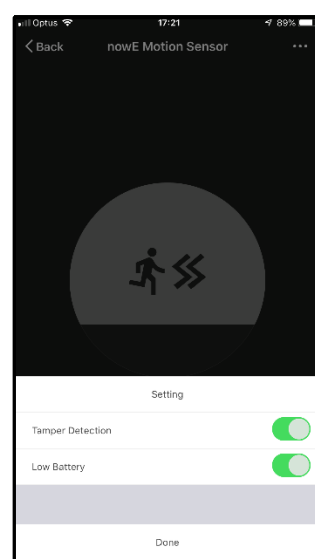 Optus 17:21 89%
Back nowE Motion Sensor ...
Setting
Tamper Detection
Low Battery
Done